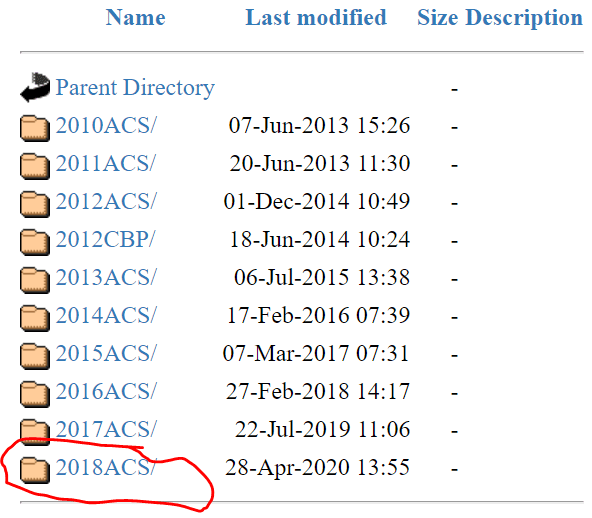 Name Last modified Size Description
Parent Directory -
2010ACS/ 07-Jun-2013 15:26 -
2011ACS/ 20-Jun-2013 11:30 -
2012ACS/ 01-Dec-2014 10:49 -
2012CBP/ 18-Jun-2014 10:24 -
2013ACS/ 06-Jul-2015 13:38 -
2014ACS/ 17-Feb-2016 07:39 -
2015ACS/ 07-Mar-2017 07:31 -
2016ACS/ 27-Feb-2018 14:17 -
2017ACS/ 22-Jul-2019 11:06 -
2018ACS/ 28-Apr-2020 13:55 -